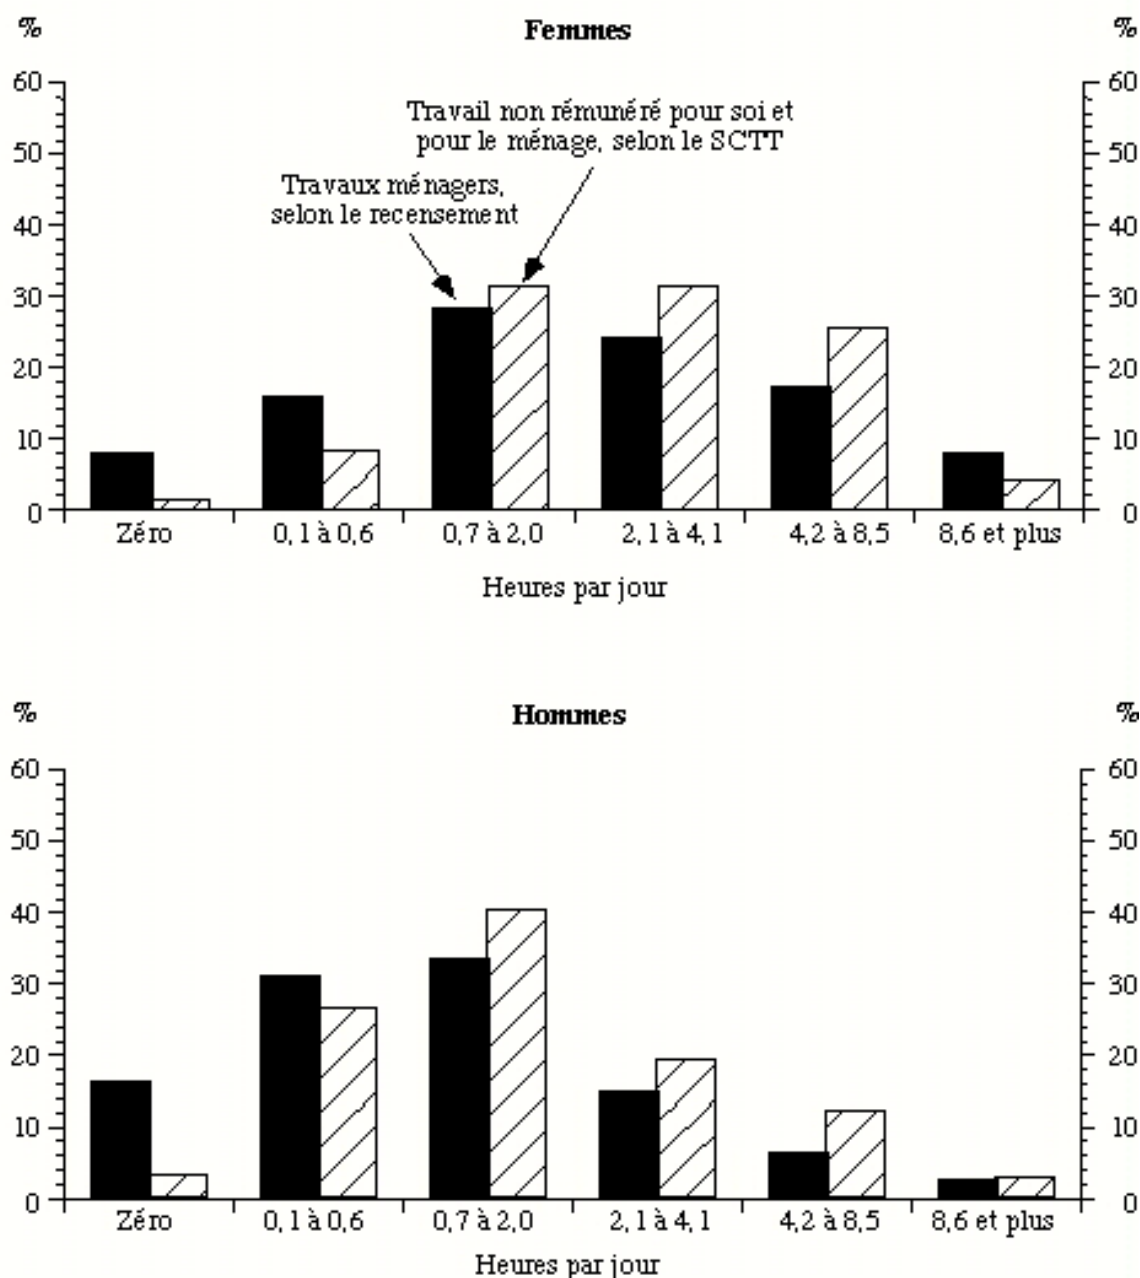 Femmes
% %
60 60
Travail non rémunéré pour soi et
pour le ménage, selon le SCTT
50 50
Travaux ménagers,
selon le recensement
40 40
30 30
20 20
10 10
0 0
Zéro 0,1 à 0,6 0,7 à 2,0 2,1 à 4,1 4,2 à 8,5 8,6 et plus
Heures par jour
Hommes
% %
60 60
50 50
40 40
30 30
20 20
10 10
0 0
Zéro 0,1 à 0,6 0,7 à 2,0 2,1 à 4,1 4,2 à 8,5 8,6 et plus
Heures par jour